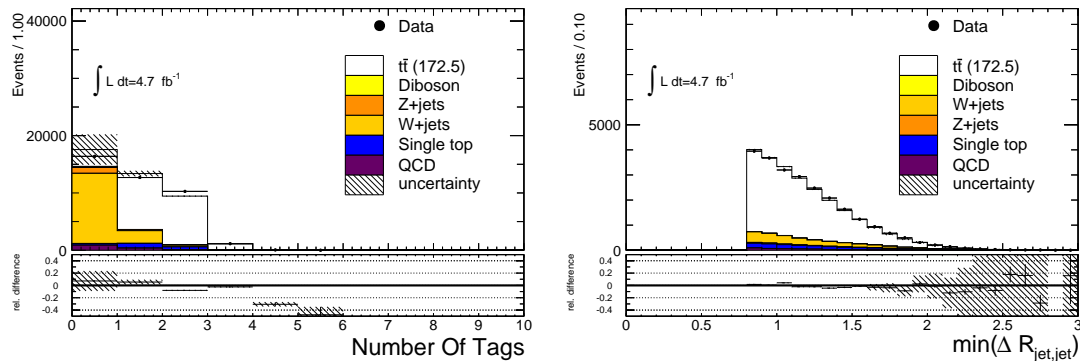 Events / 1.00
40000
20000
0
∫ L dt=4.7 fb⁻¹
Data
tt̄ (172.5)
Diboson
Z+jets
W+jets
Single top
QCD
uncertainty
rel. difference
0.4
0.2
0
-0.2
-0.4
0 1 2 3 4 5 6 7 8 9 10
Number Of Tags
Events / 0.10
5000
0
∫ L dt=4.7 fb⁻¹
Data
tt̄ (172.5)
Diboson
W+jets
Z+jets
Single top
QCD
uncertainty
rel. difference
0.4
0.2
0
-0.2
-0.4
0 0.5 1 1.5 2 2.5 3
min(Δ R_jet,jet)